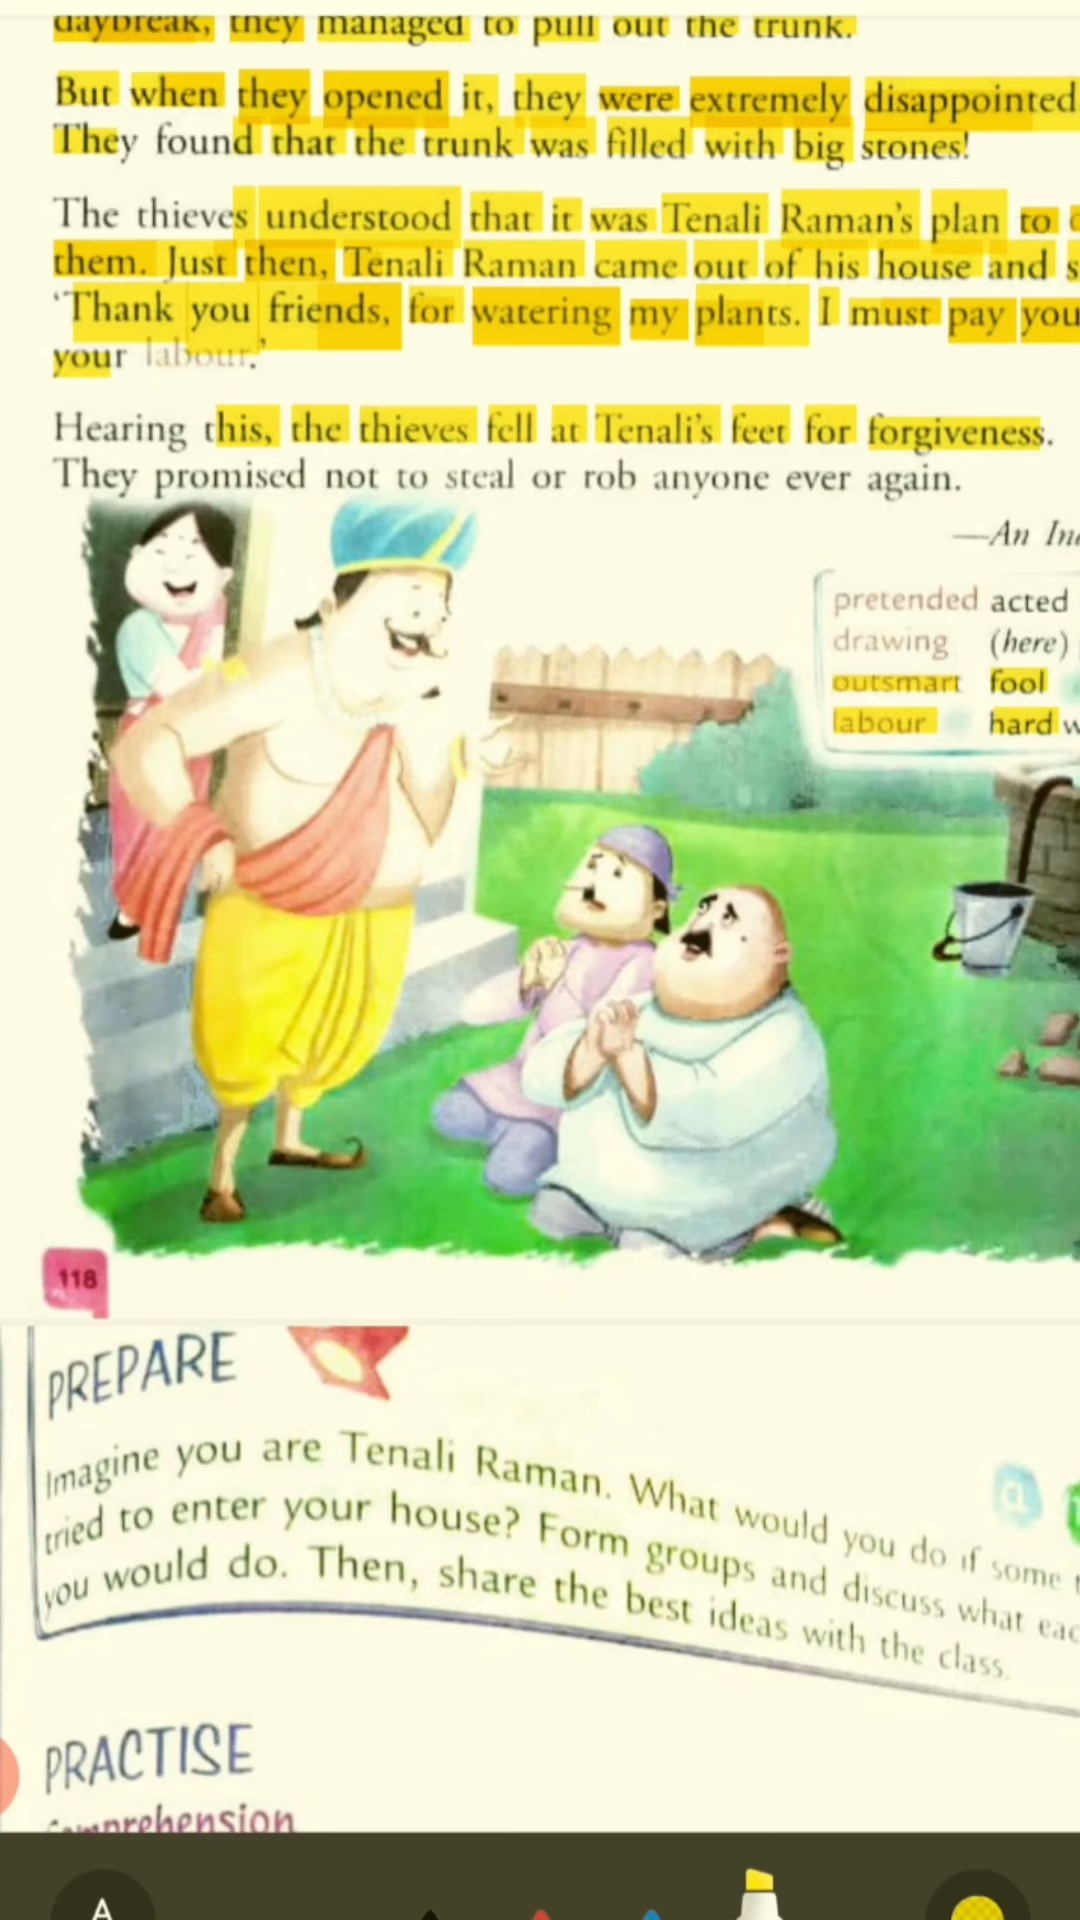 daybreak, they managed to pull out the trunk.
But when they opened it, they were extremely disappointed
They found that the trunk was filled with big stones!
The thieves understood that it was Tenali Raman's plan to
them. Just then, Tenali Raman came out of his house and s
'Thank you friends, for watering my plants. I must pay you
your labour.'
Hearing this, the thieves fell at Tenali's feet for forgiveness.
They promised not to steal or rob anyone ever again.
—An In
pretended acted
drawing (here)
outsmart fool
labour hard w
118
PREPARE
Imagine you are Tenali Raman. What would you do if some t
tried to enter your house? Form groups and discuss what eac
you would do. Then, share the best ideas with the class.
a
PRACTISE
Comprehension
A